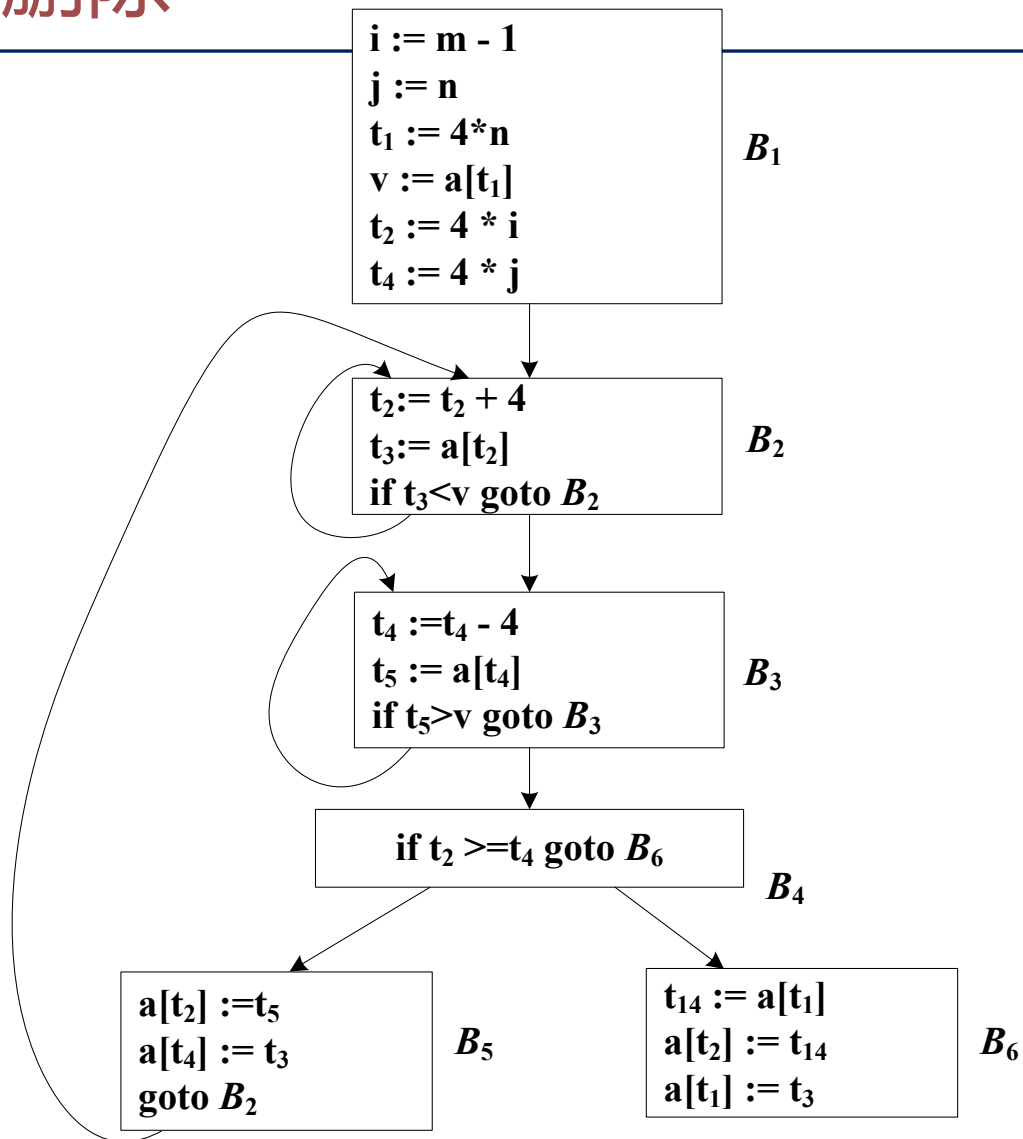 删除
i := m - 1
j := n
t₁ := 4*n
v := a[t₁]
t₂ := 4 * i
t₄ := 4 * j
B₁
t₂:= t₂ + 4
t₃:= a[t₂]
if t₃<v goto B₂
B₂
t₄ :=t₄ - 4
t₅ := a[t₄]
if t₅>v goto B₃
B₃
if t₂ >=t₄ goto B₆
B₄
a[t₂] :=t₅
a[t₄] := t₃
goto B₂
B₅
t₁₄ := a[t₁]
a[t₂] := t₁₄
a[t₁] := t₃
B₆